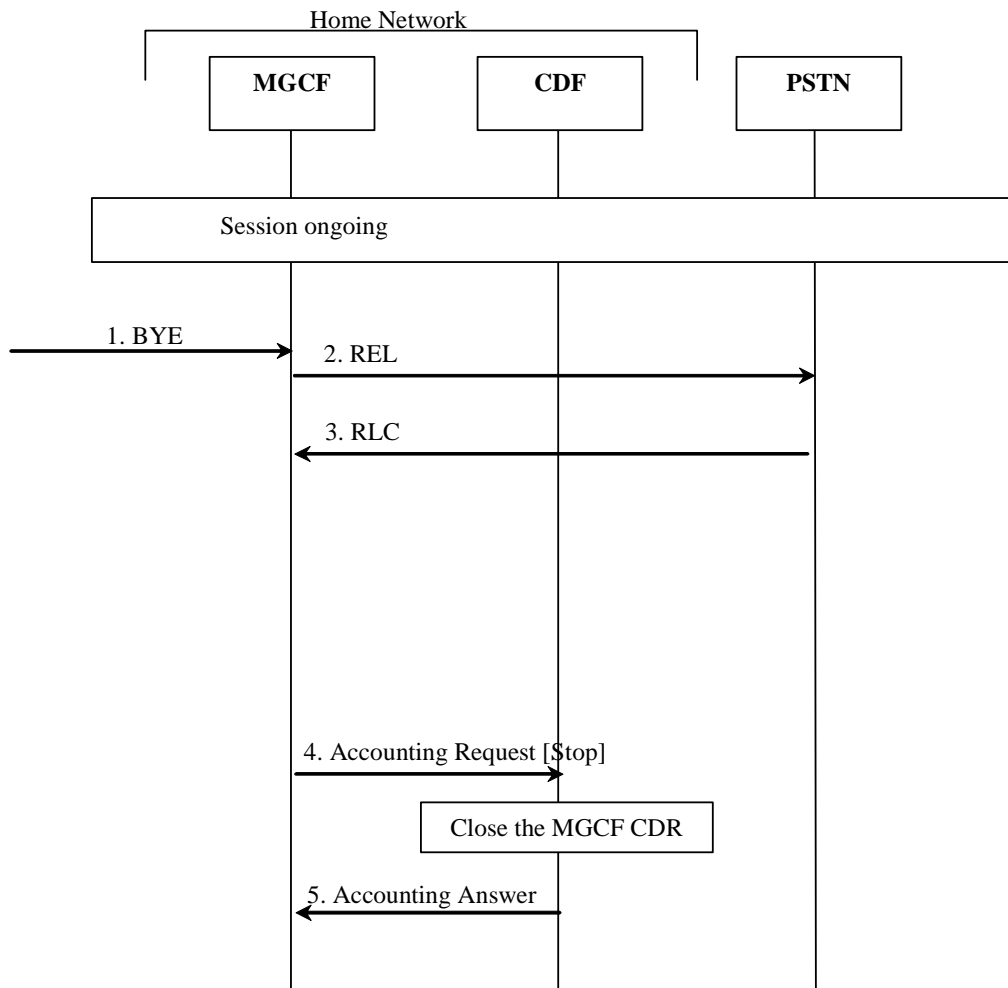 Home Network
MGCF
CDF
PSTN
Session ongoing
1. BYE
2. REL
3. RLC
4. Accounting Request [Stop]
Close the MGCF CDR
5. Accounting Answer